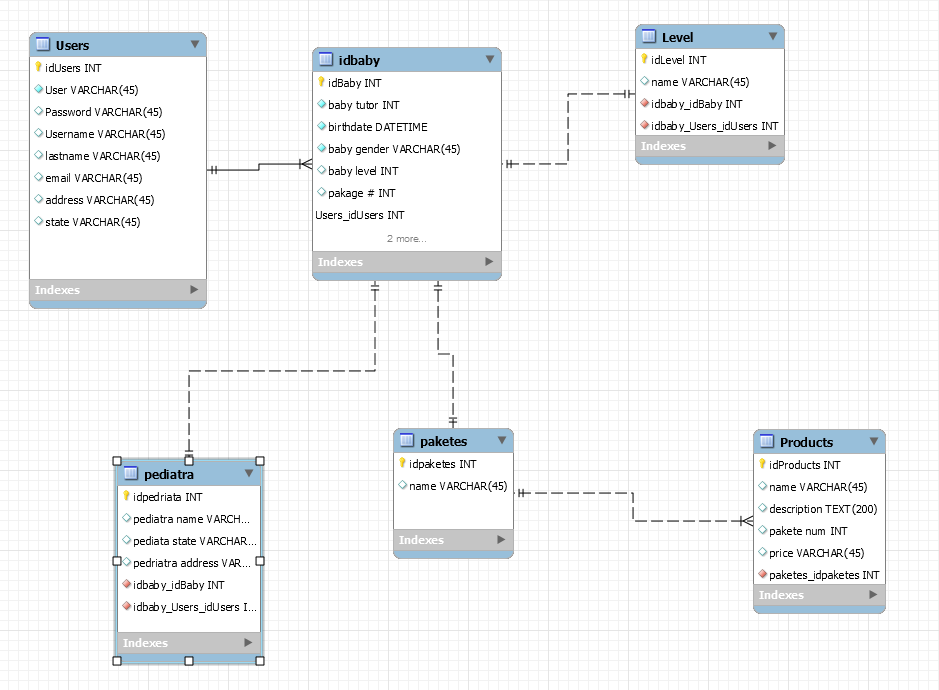 Users
idUsers INT
User VARCHAR(45)
Password VARCHAR(45)
Username VARCHAR(45)
lastname VARCHAR(45)
email VARCHAR(45)
address VARCHAR(45)
state VARCHAR(45)
Indexes
idbaby
idBaby INT
baby tutor INT
birthdate DATETIME
baby gender VARCHAR(45)
baby level INT
pakage # INT
Users_idUsers INT
2 more...
Indexes
Level
idLevel INT
name VARCHAR(45)
idbaby_idBaby INT
idbaby_Users_idUsers INT
Indexes
pediatra
idpedriata INT
pediatra name VARCH...
pediata state VARCHAR...
pedriatra address VAR...
idbaby_idBaby INT
idbaby_Users_idUsers I...
Indexes
paketes
idpaketes INT
name VARCHAR(45)
Indexes
Products
idProducts INT
name VARCHAR(45)
description TEXT(200)
pakete num INT
price VARCHAR(45)
paketes_idpaketes INT
Indexes